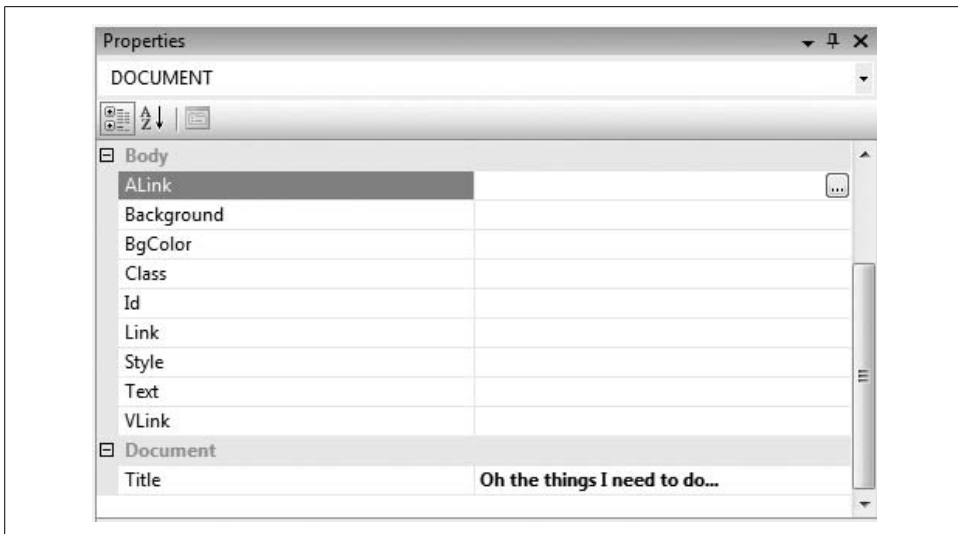 Properties
DOCUMENT
A Z
Body
ALink ...
Background
BgColor
Class
Id
Link
Style
Text
VLink
Document
Title Oh the things I need to do...